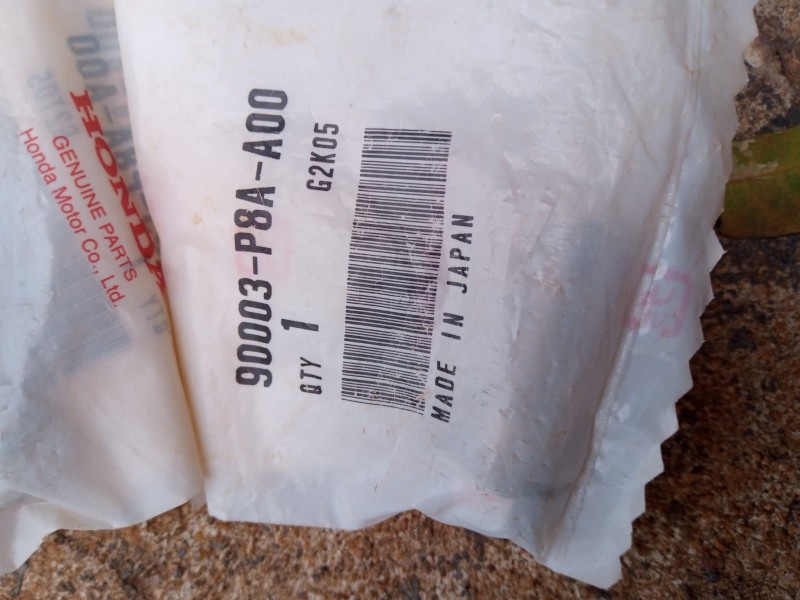 HONDA
GENUINE PARTS
Honda Motor Co., Ltd.
90003-P8A-A00
G2K05
QTY 1
MADE IN JAPAN